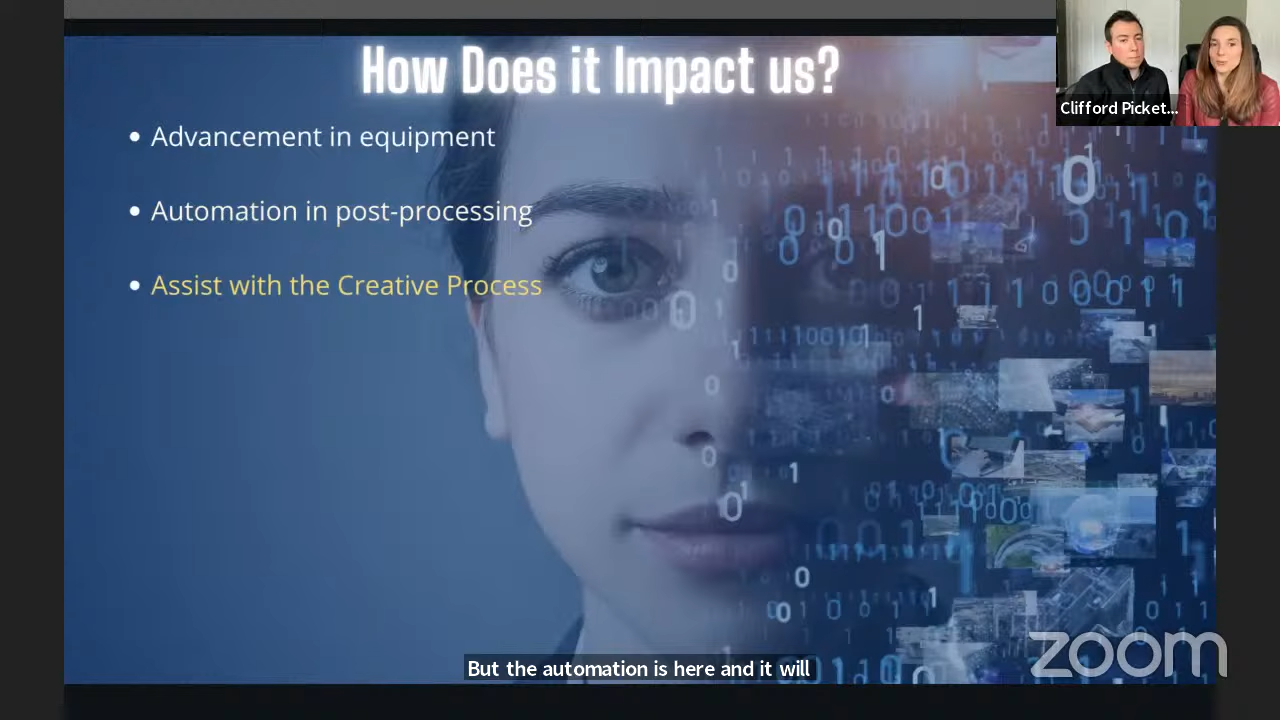 How Does it Impact us?
Clifford Picket...
• Advancement in equipment
• Automation in post-processing
• Assist with the Creative Process
zoom
But the automation is here and it will